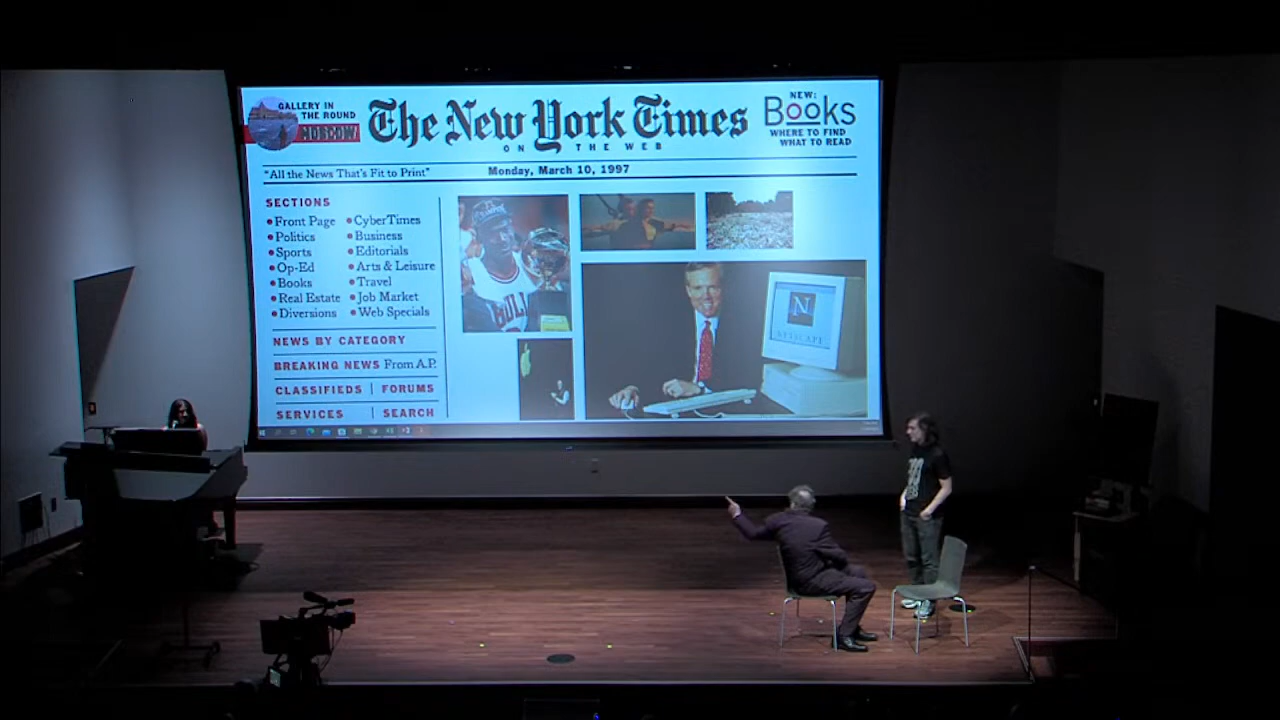 GALLERY IN
THE ROUND
MUSEUM
The New York Times
ON THE WEB
NEW:
Books
WHERE TO FIND
WHAT TO READ
"All the News That's Fit to Print"
Monday, March 10, 1997
SECTIONS
Front Page
CyberTimes
Politics
Business
Sports
Editorials
Op-Ed
Arts & Leisure
Books
Travel
Real Estate
Job Market
Diversions
Web Specials
NEWS BY CATEGORY
BREAKING NEWS From A.P.
CLASSIFIEDS | FORUMS
SERVICES | SEARCH
BULL
N
NETSCAPE